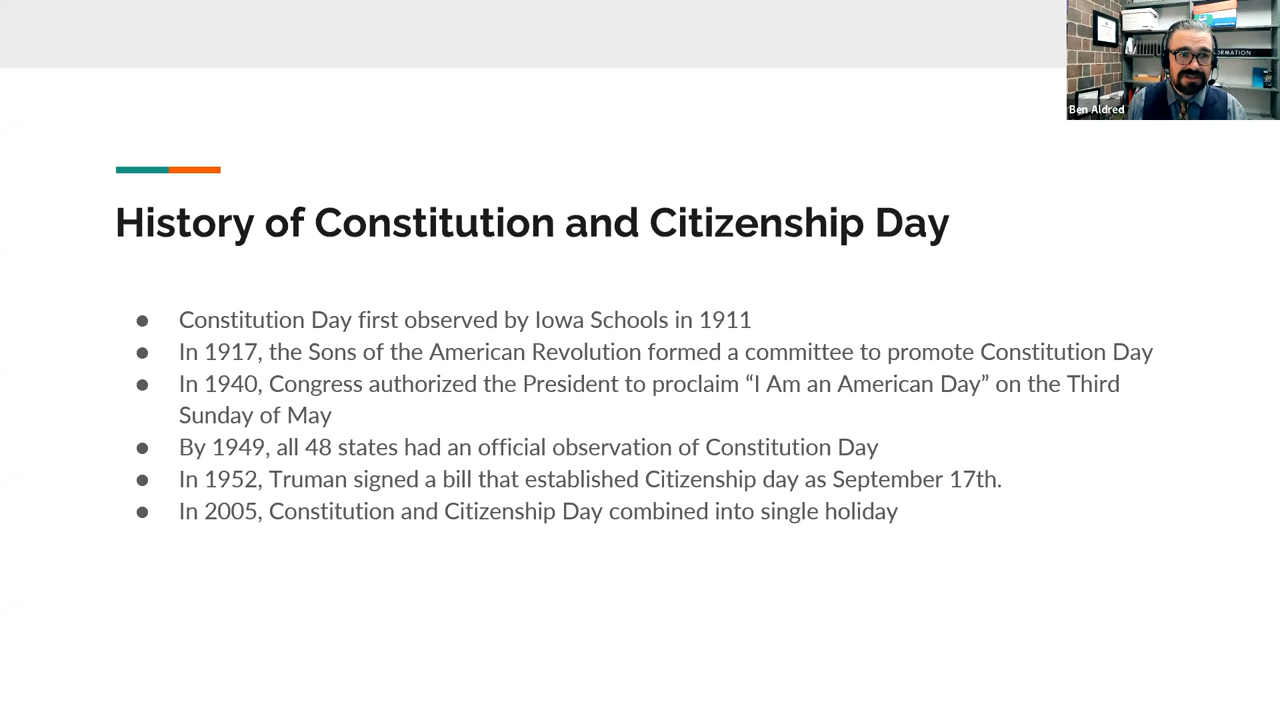 RMATION
Ben Aldred
History of Constitution and Citizenship Day
● Constitution Day first observed by Iowa Schools in 1911
● In 1917, the Sons of the American Revolution formed a committee to promote Constitution Day
● In 1940, Congress authorized the President to proclaim “I Am an American Day” on the Third
Sunday of May
● By 1949, all 48 states had an official observation of Constitution Day
● In 1952, Truman signed a bill that established Citizenship day as September 17th.
● In 2005, Constitution and Citizenship Day combined into single holiday